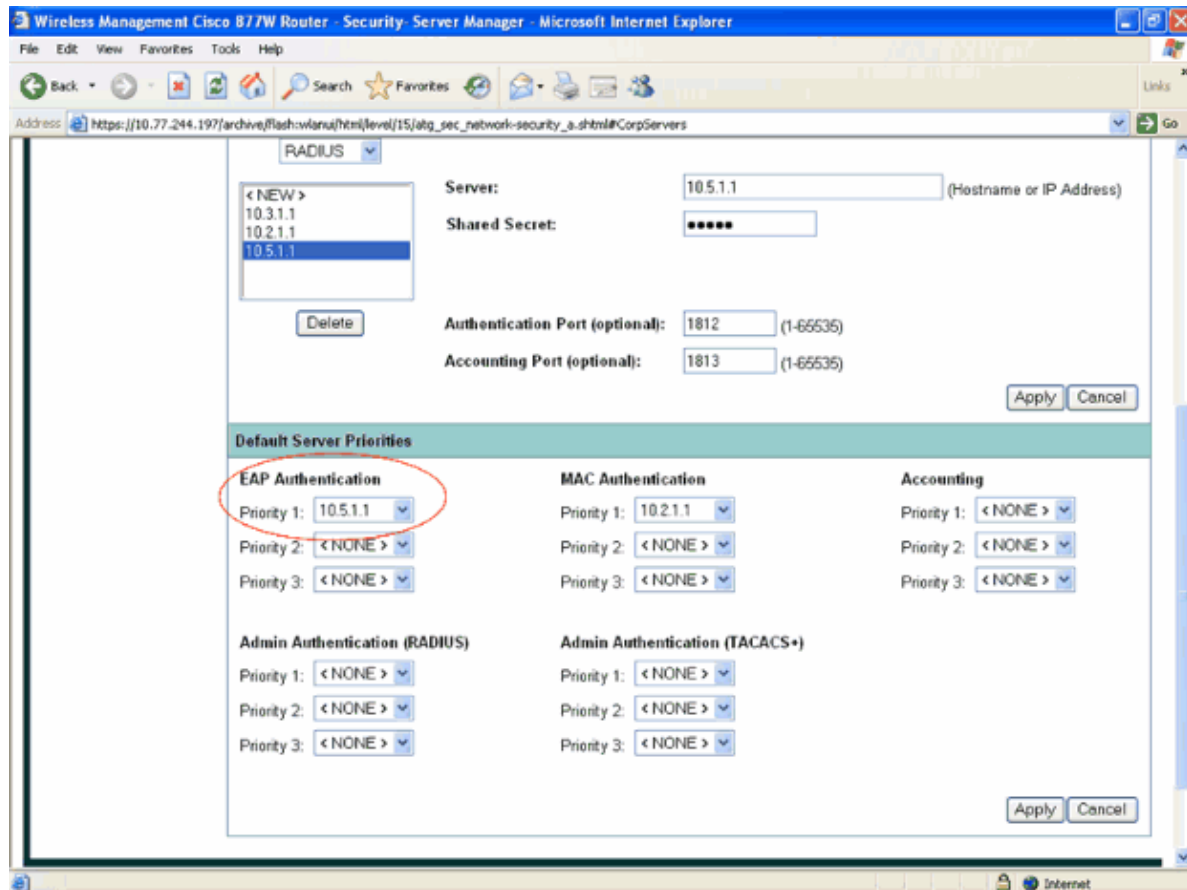 Wireless Management Cisco 877W Router - Security- Server Manager - Microsoft Internet Explorer
File Edit View Favorites Tools Help
Back Search Favorites Links
Address https://10.77.244.197/archive/flash:wlanui/html/level/15/atg_sec_network-security_a.shtml#CorpServers Go
RADIUS
< NEW >
10.3.1.1
10.2.1.1
10.5.1.1
Delete
Server: 10.5.1.1 (Hostname or IP Address)
Shared Secret: •••••
Authentication Port (optional): 1812 (1-65535)
Accounting Port (optional): 1813 (1-65535)
Apply Cancel
Default Server Priorities
EAP Authentication MAC Authentication Accounting
Priority 1: 10.5.1.1 Priority 1: 10.2.1.1 Priority 1: < NONE >
Priority 2: < NONE > Priority 2: < NONE > Priority 2: < NONE >
Priority 3: < NONE > Priority 3: < NONE > Priority 3: < NONE >
Admin Authentication (RADIUS) Admin Authentication (TACACS+)
Priority 1: < NONE > Priority 1: < NONE >
Priority 2: < NONE > Priority 2: < NONE >
Priority 3: < NONE > Priority 3: < NONE >
Apply Cancel
Internet